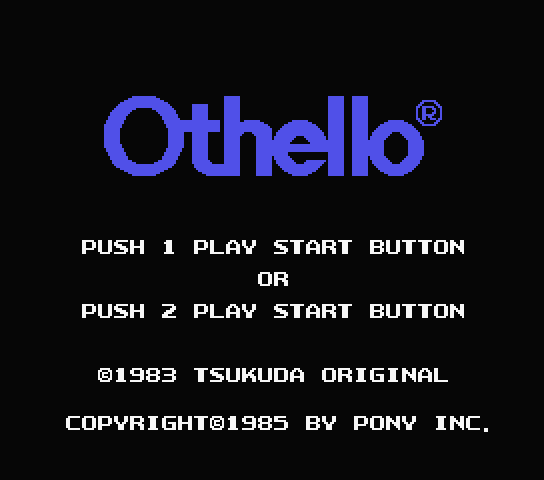 Othello®
PUSH 1 PLAY START BUTTON
OR
PUSH 2 PLAY START BUTTON
©1983 TSUKUDA ORIGINAL
COPYRIGHT©1985 BY PONY INC.